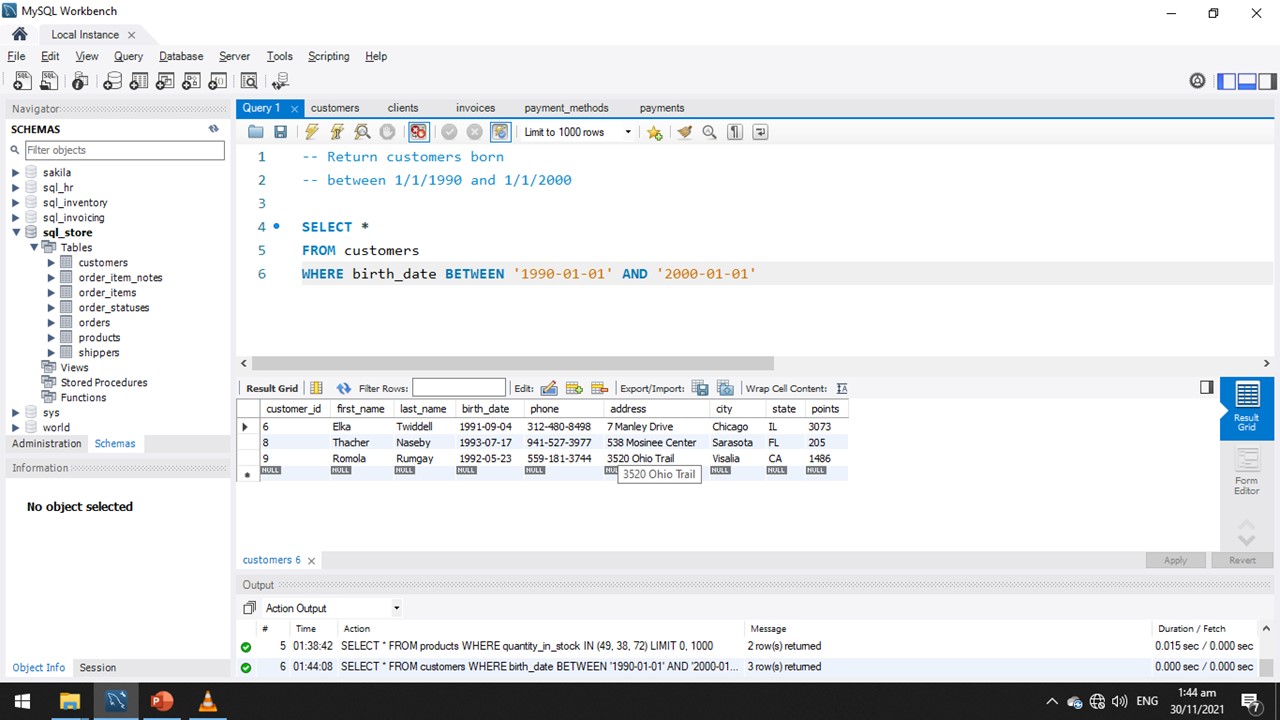 MySQL Workbench
Local Instance
File Edit View Query Database Server Tools Scripting Help
Navigator
SCHEMAS
Filter objects
sakila
sql_hr
sql_inventory
sql_invoicing
sql_store
Tables
customers
order_item_notes
order_items
order_statuses
orders
products
shippers
Views
Stored Procedures
Functions
sys
world
Administration Schemas
Information
No object selected
Object Info Session
Query 1 customers clients invoices payment_methods payments
Limit to 1000 rows
1 -- Return customers born
2 -- between 1/1/1990 and 1/1/2000
3
4 SELECT *
5 FROM customers
6 WHERE birth_date BETWEEN '1990-01-01' AND '2000-01-01'
Result Grid Filter Rows: Edit: Export/Import: Wrap Cell Content:
customer_id first_name last_name birth_date phone address city state points
6 Elka Twiddell 1991-09-04 312-480-8498 7 Manley Drive Chicago IL 3073
8 Thacher Naseby 1993-07-17 941-527-3977 538 Mosinee Center Sarasota FL 205
9 Romola Rumgay 1992-05-23 559-181-3744 3520 Ohio Trail Visalia CA 1486
NULL NULL NULL NULL NULL NULL NULL NULL
3520 Ohio Trail
Result Grid
Form Editor
customers 6
Apply Revert
Output
Action Output
# Time Action Message Duration / Fetch
5 01:38:42 SELECT * FROM products WHERE quantity_in_stock IN (49, 38, 72) LIMIT 0, 1000 2 row(s) returned 0.015 sec / 0.000 sec
6 01:44:08 SELECT * FROM customers WHERE birth_date BETWEEN '1990-01-01' AND '2000-01... 3 row(s) returned 0.000 sec / 0.000 sec
ENG
1:44 am
30/11/2021
7